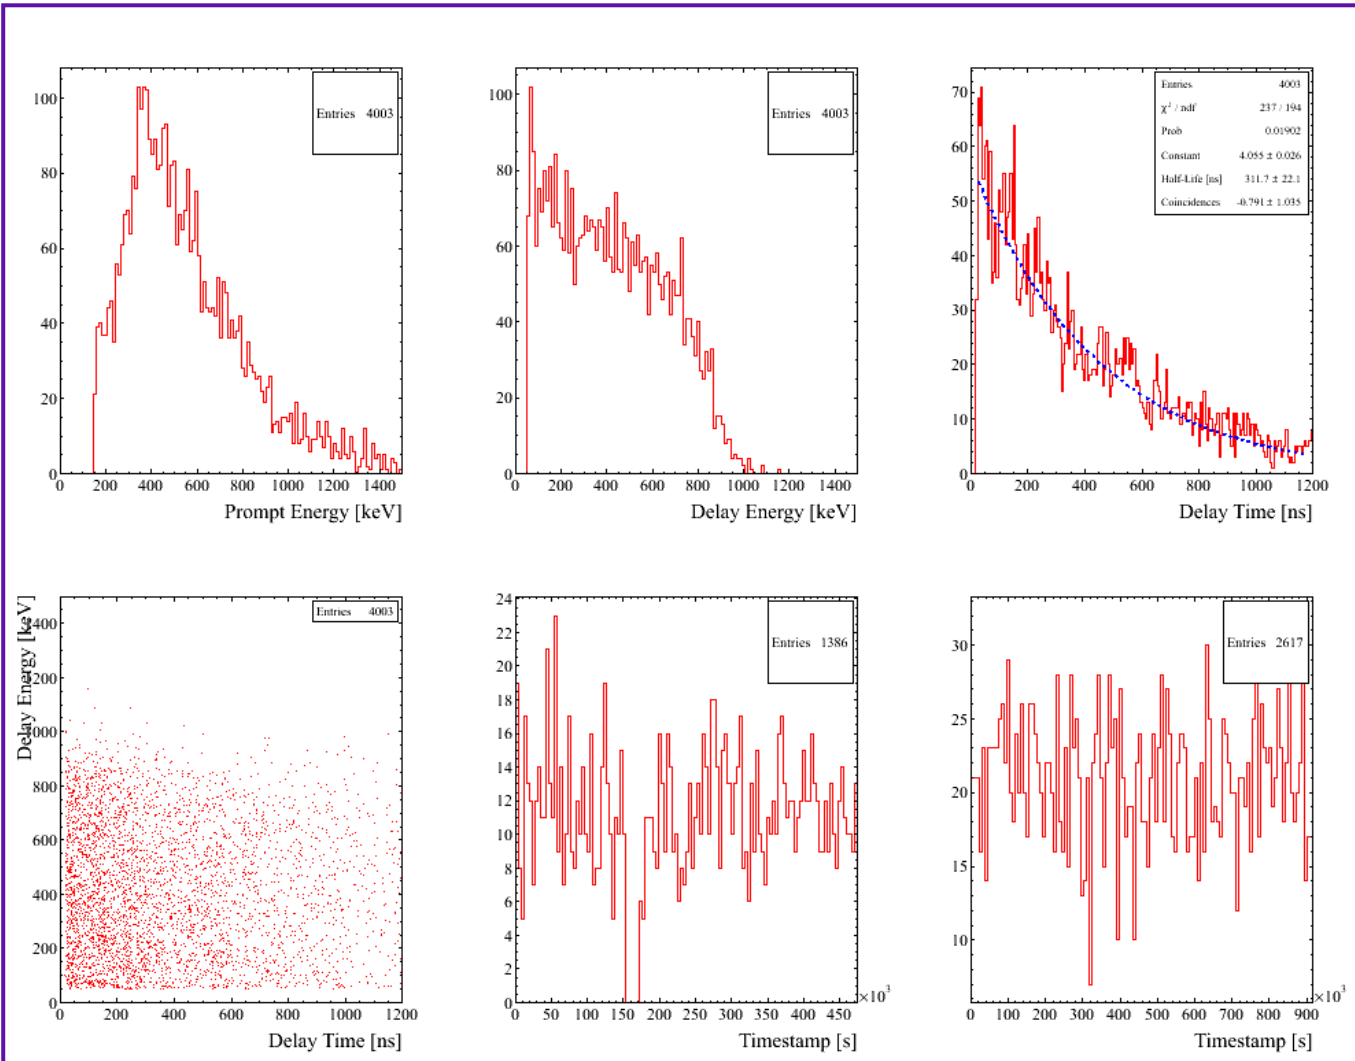 Entries 4003
100
80
60
40
20
0
0 200 400 600 800 1000 1200 1400
Prompt Energy [keV]
Entries 4003
100
80
60
40
20
0
0 200 400 600 800 1000 1200 1400
Delay Energy [keV]
Entries 4003
χ² / ndf 237 / 194
Prob 0.01902
Constant 4.055 ± 0.026
Half-Life [ns] 311.7 ± 22.1
Coincidences -0.791 ± 1.035
70
60
50
40
30
20
10
0
0 200 400 600 800 1000 1200
Delay Time [ns]
Entries 4003
Delay Energy [keV]
1400
1200
1000
800
600
400
200
0
0 200 400 600 800 1000 1200
Delay Time [ns]
Entries 1386
24
22
20
18
16
14
12
10
8
6
4
2
0
0 50 100 150 200 250 300 350 400 450
×10³
Timestamp [s]
Entries 2617
30
25
20
15
10
0 100 200 300 400 500 600 700 800 900
×10³
Timestamp [s]